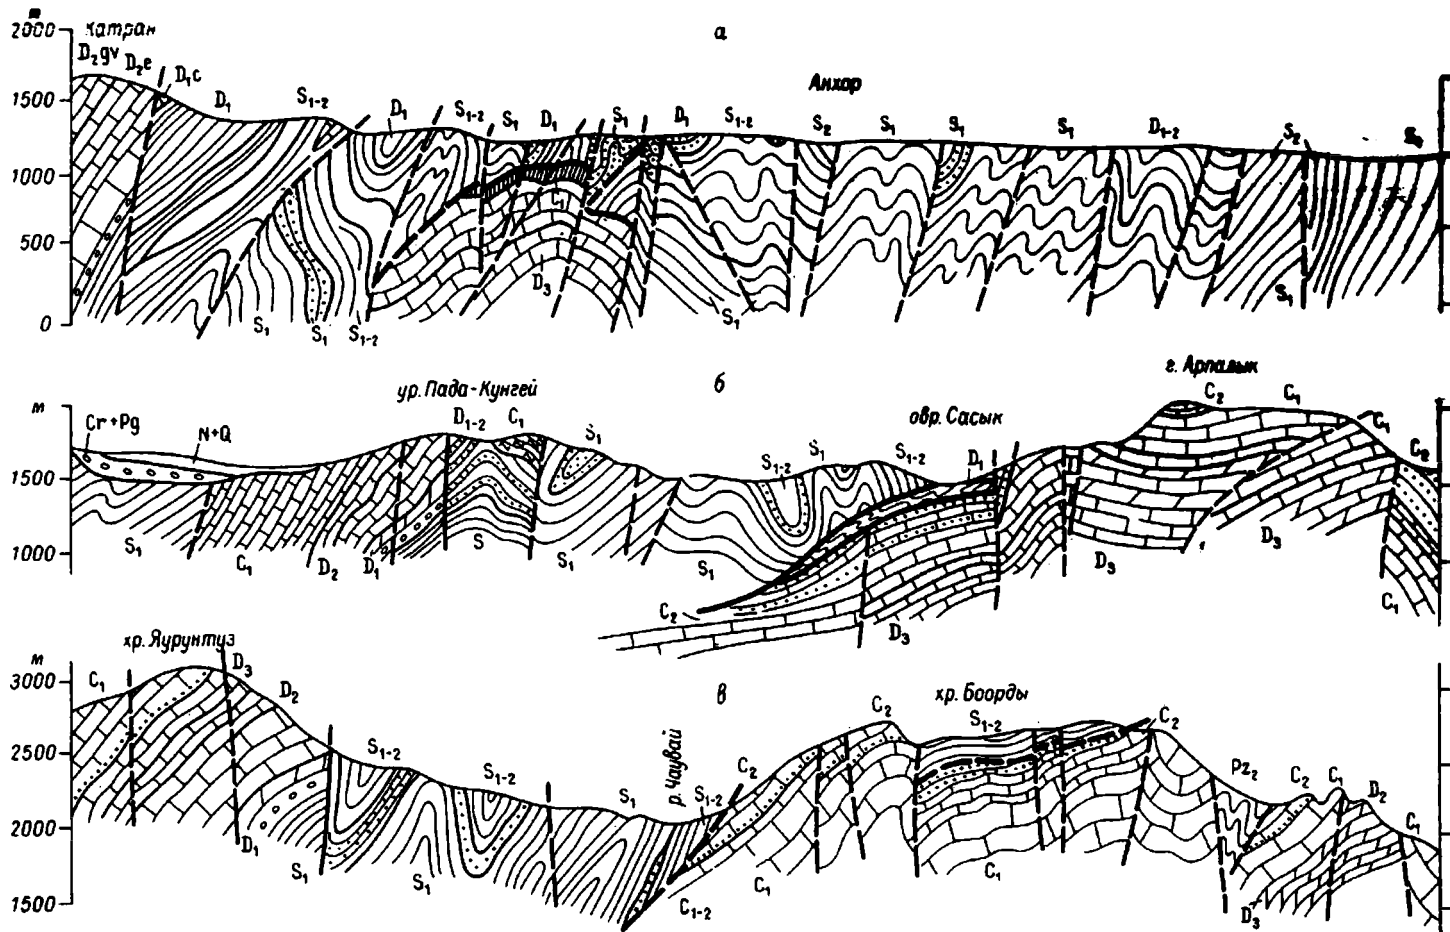 м
2000
Катран
а
D₂gv
D₂e
D₁c
D₁
S₁₋₂
D₁
S₁₋₂
S₁
D₁
S₁
D₁
S₁₋₂
Анхор
S₂
S₁
S₁
S₁
D₁₋₂
S₂
1500
1000
500
0
C₁
D₃
S₁
S₁
S₁₋₂
S₁
S₁
б
г. Арпалык
ур. Пада-Кунгей
овр. Сасык
м
Cr+Pg
N+Q
D₁₋₂
C₁
S₁
S₁₋₂
S₁
S₁₋₂
D₁
C₂
C₁
C₁
C₂
1500
1000
S₁
C₁
D₂
D₁
S
S₁
S₁
C₂
D₃
D₃
D₃
C₁
в
хр. Яурунтуз
р. Чаувай
хр. Боорды
м
3000
2500
2000
1500
C₁
D₃
D₂
S₁₋₂
S₁₋₂
S₁
S₁₋₂
C₂
C₂
S₁₋₂
C₂
PZ₂
C₂
C₁
D₂
C₁
D₁
S₁
S₁
C₁₋₂
C₁
C₁
D₃